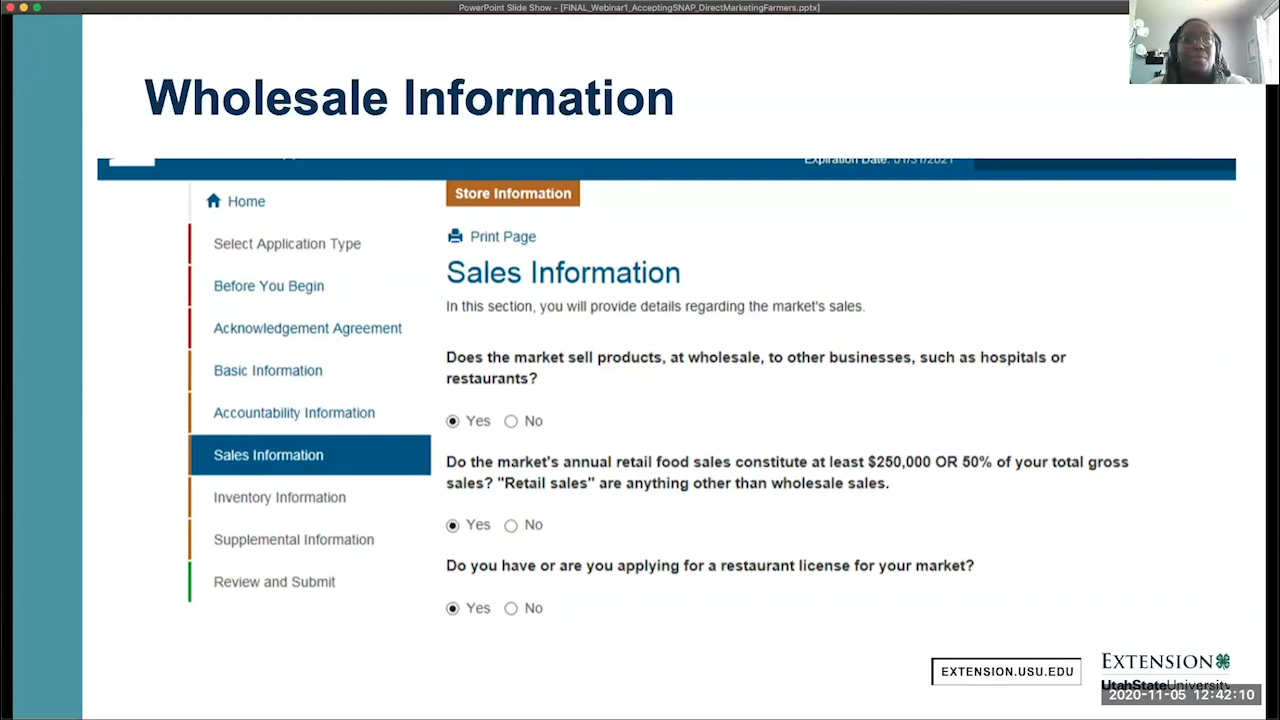 PowerPoint Slide Show - [FINAL_Webinar1_AcceptingSNAP_DirectMarketingFarmers.pptx]
Wholesale Information
Expiration Date: 01/31/2021
Home
Select Application Type
Before You Begin
Acknowledgement Agreement
Basic Information
Accountability Information
Sales Information
Inventory Information
Supplemental Information
Review and Submit
Store Information
Print Page
Sales Information
In this section, you will provide details regarding the market's sales.
Does the market sell products, at wholesale, to other businesses, such as hospitals or
restaurants?
Yes No
Do the market's annual retail food sales constitute at least $250,000 OR 50% of your total gross
sales? "Retail sales" are anything other than wholesale sales.
Yes No
Do you have or are you applying for a restaurant license for your market?
Yes No
EXTENSION.USU.EDU
EXTENSION
UtahStateUniversity
2020-11-05 12:42:10